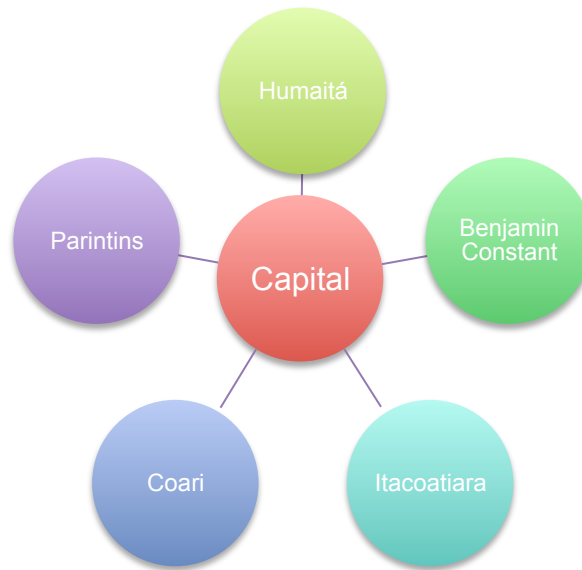 Humaitá
Parintins
Capital
Benjamin
Constant
Coari
Itacoatiara